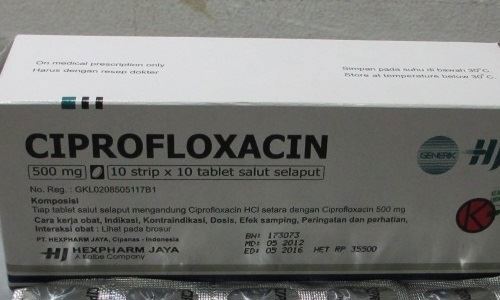 On medical prescription only
Harus dengan resep dokter
Simpan pada suhu di bawah 30°C.
Store at temperature below 30°C
CIPROFLOXACIN
500 mg 10 strip x 10 tablet salut selaput
GENERIK
HJ
No. Reg. : GKL0208505117B1
Komposisi
Tiap tablet salut selaput mengandung Ciprofloxacin HCl setara dengan Ciprofloxacin 500 mg
Cara kerja obat, Indikasi, Kontraindikasi, Dosis, Efek samping, Peringatan dan perhatian,
Interaksi obat : Lihat pada brosur
PT. HEXPHARM JAYA, Cipanas - Indonesia
HJ HEXPHARM JAYA
A Kalbe Company
BN: 173073
MD: 05 2012
ED: 05 2016 HET RP 35500
K